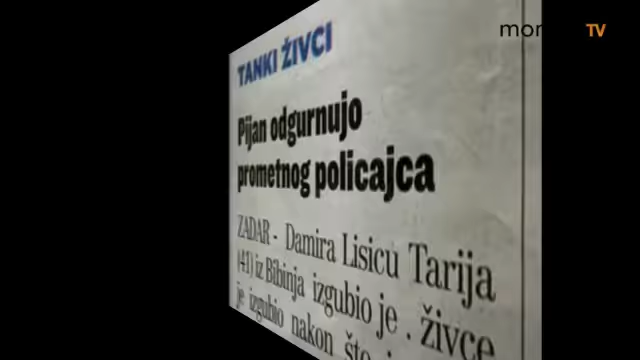 TANKI ŽIVCI
Pijan odgurnujo
prometnog policajca
ZADAR - Damira Lisicu Tarija
(41) iz Bibinja izgubio je . živce
je izgubio nakon što
TV